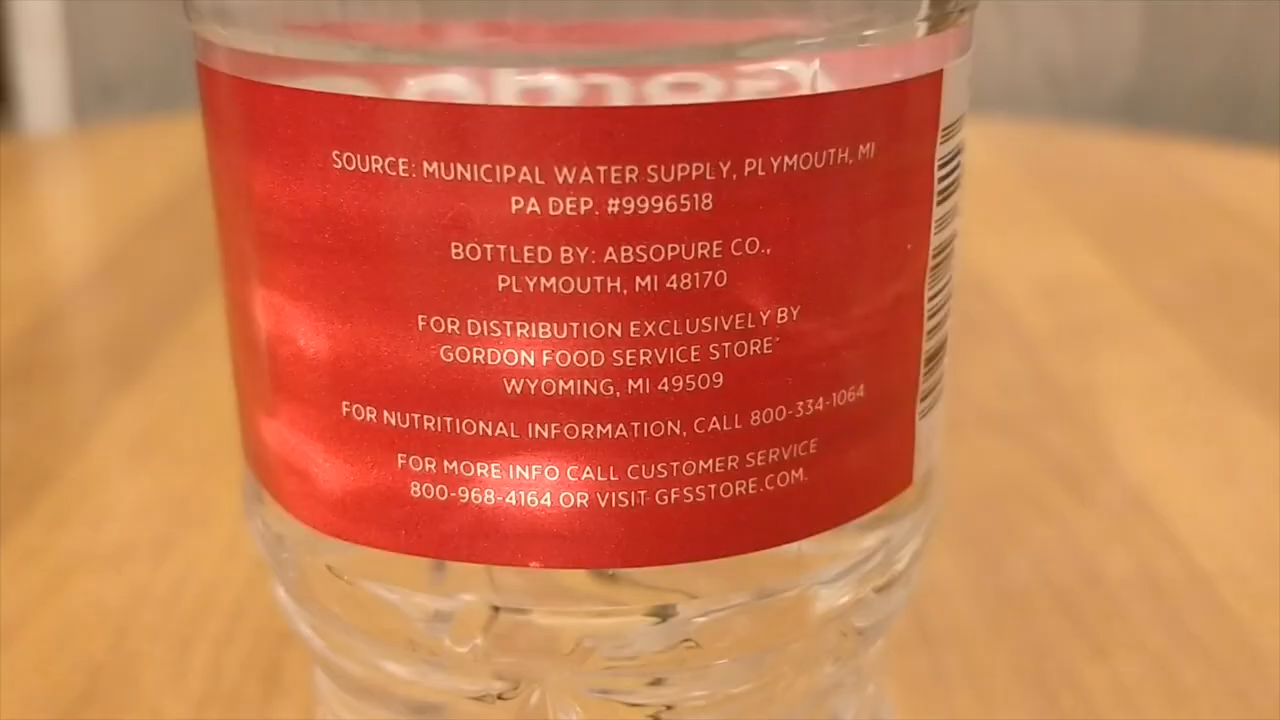 SOURCE: MUNICIPAL WATER SUPPLY, PLYMOUTH, MI
PA DEP. #9996518
BOTTLED BY: ABSOPURE CO.,
PLYMOUTH, MI 48170
FOR DISTRIBUTION EXCLUSIVELY BY
GORDON FOOD SERVICE STORE
WYOMING, MI 49509
FOR NUTRITIONAL INFORMATION, CALL 800-334-1064
FOR MORE INFO CALL CUSTOMER SERVICE
800-968-4164 OR VISIT GFSSTORE.COM.